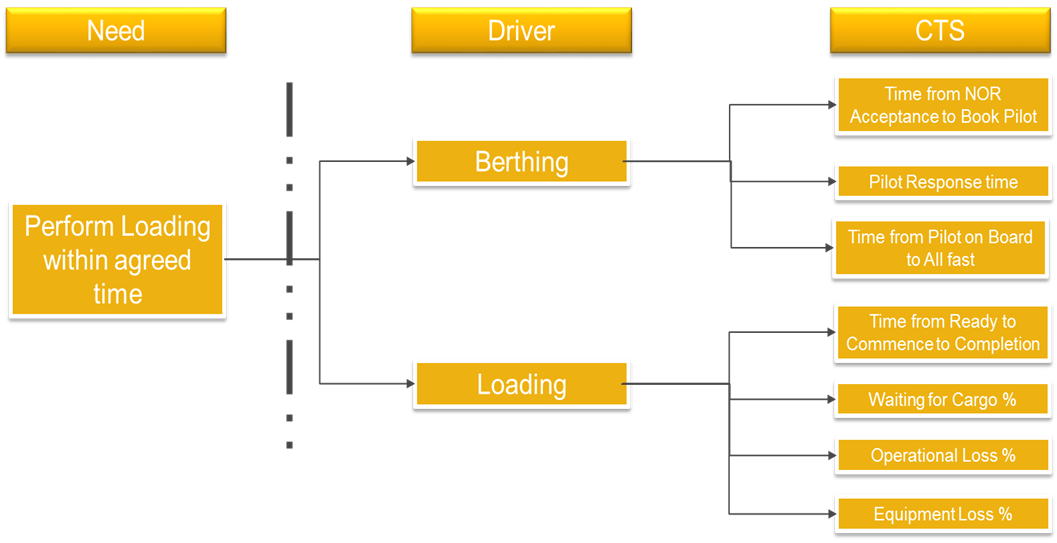 Need
Driver
CTS
Perform Loading
within agreed
time
Berthing
Loading
Time from NOR
Acceptance to Book Pilot
Pilot Response time
Time from Pilot on Board
to All fast
Time from Ready to
Commence to Completion
Waiting for Cargo %
Operational Loss %
Equipment Loss %